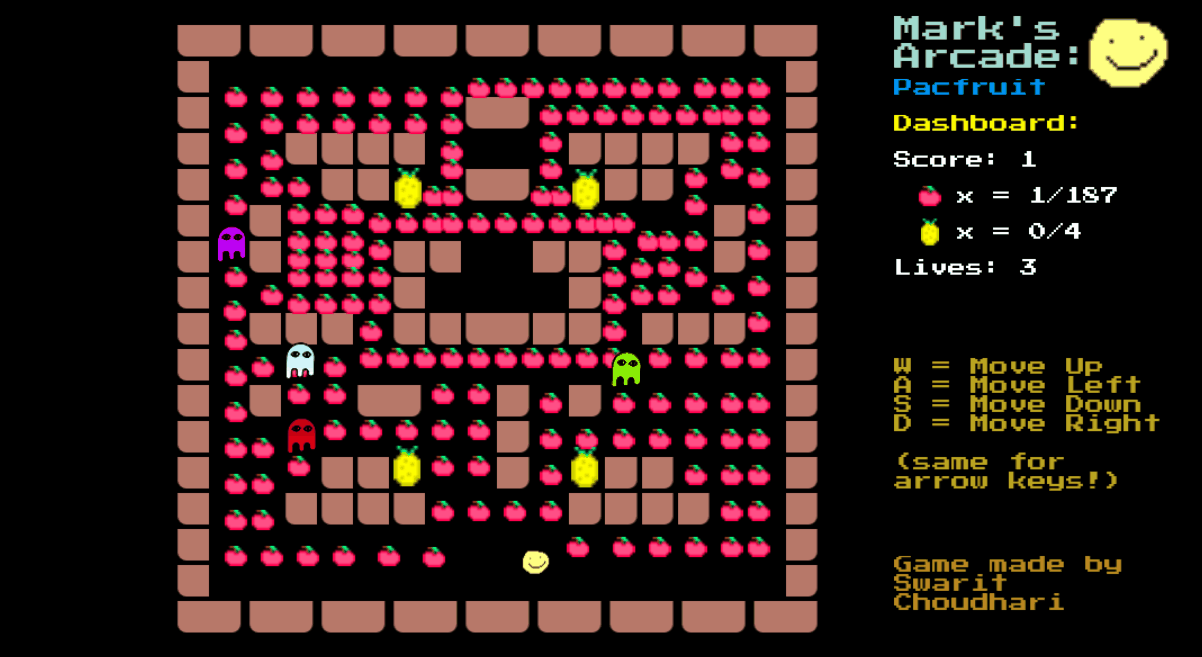 Mark's
Arcade:
Pacfruit
Dashboard:
Score: 1
x = 1/187
x = 0/4
Lives: 3
W = Move Up
A = Move Left
S = Move Down
D = Move Right
(same for
arrow keys!)
Game made by
Swarit
Choudhari